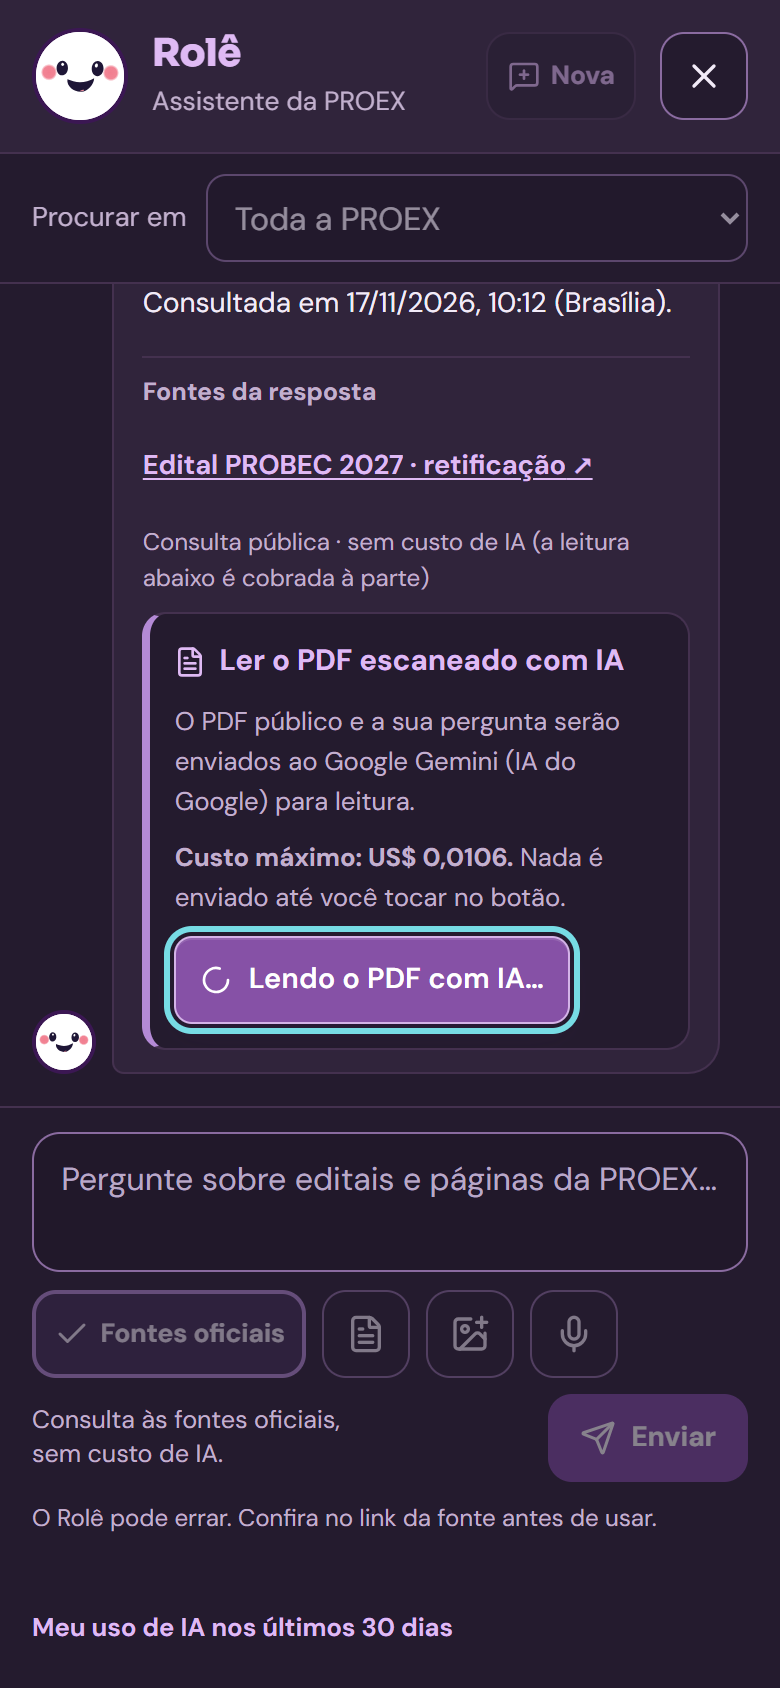 Rolê
Assistente da PROEX
Nova
Procurar em
Toda a PROEX
Consultada em 17/11/2026, 10:12 (Brasília).
Fontes da resposta
Edital PROBEC 2027 · retificação ↗
Consulta pública · sem custo de IA (a leitura
abaixo é cobrada à parte)
Ler o PDF escaneado com IA
O PDF público e a sua pergunta serão
enviados ao Google Gemini (IA do
Google) para leitura.
Custo máximo: US$ 0,0106. Nada é
enviado até você tocar no botão.
Lendo o PDF com IA…
Pergunte sobre editais e páginas da PROEX…
Fontes oficiais
Consulta às fontes oficiais,
sem custo de IA.
Enviar
O Rolê pode errar. Confira no link da fonte antes de usar.
Meu uso de IA nos últimos 30 dias